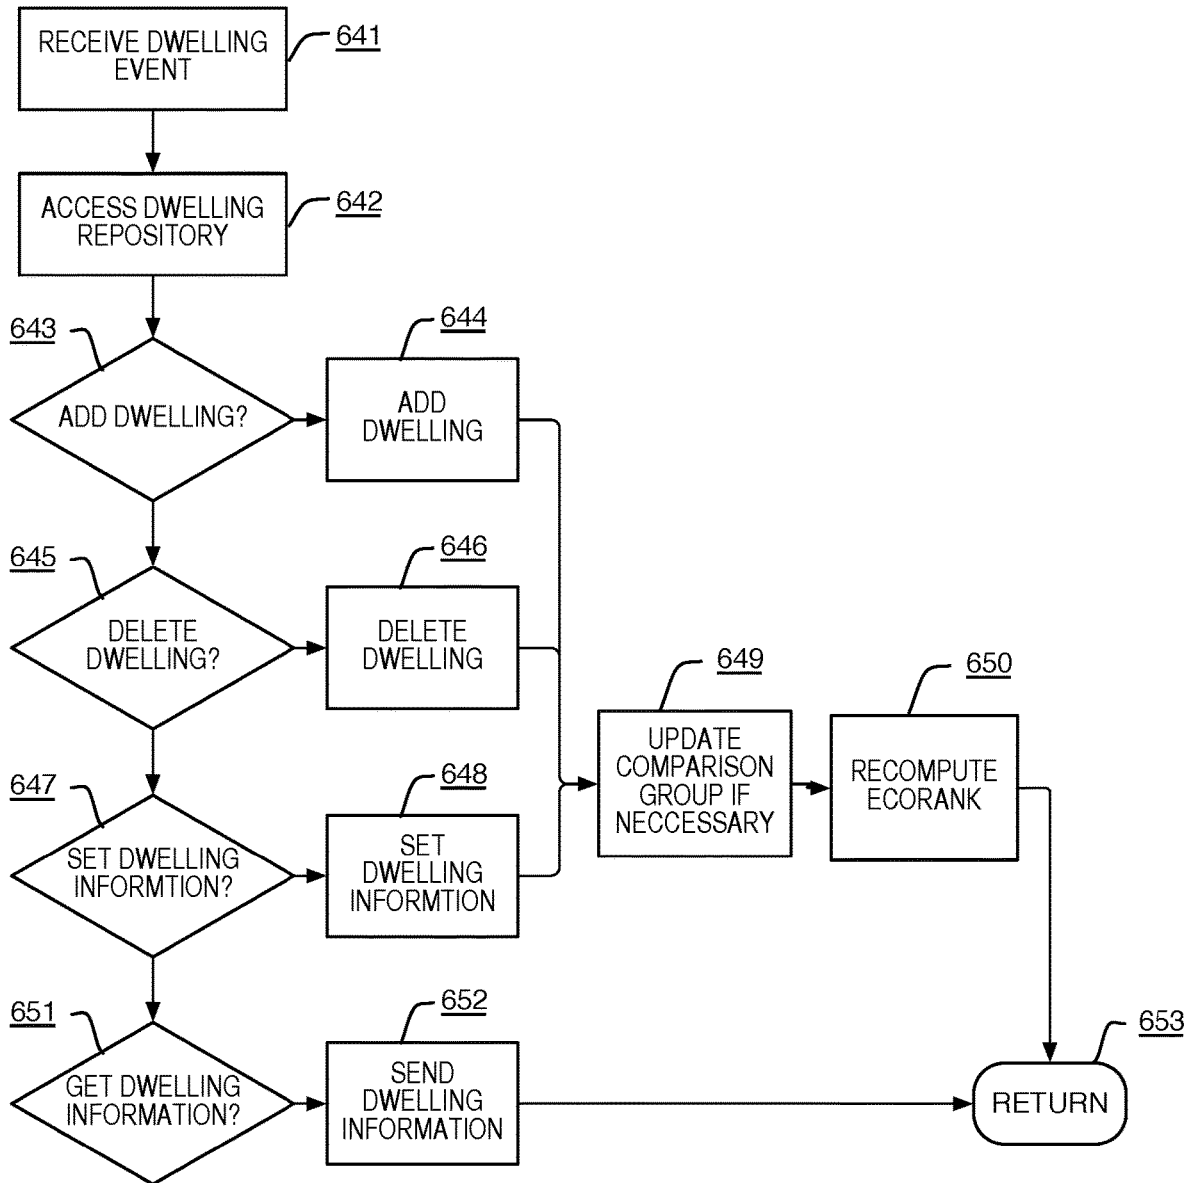 RECEIVE DWELLING
EVENT
641
ACCESS DWELLING
REPOSITORY
642
643
ADD DWELLING?
644
ADD
DWELLING
645
DELETE
DWELLING?
646
DELETE
DWELLING
647
SET DWELLING
INFORMTION?
648
SET
DWELLING
INFORMTION
649
UPDATE
COMPARISON
GROUP IF
NECCESSARY
650
RECOMPUTE
ECORANK
651
GET DWELLING
INFORMATION?
652
SEND
DWELLING
INFORMATION
653
RETURN